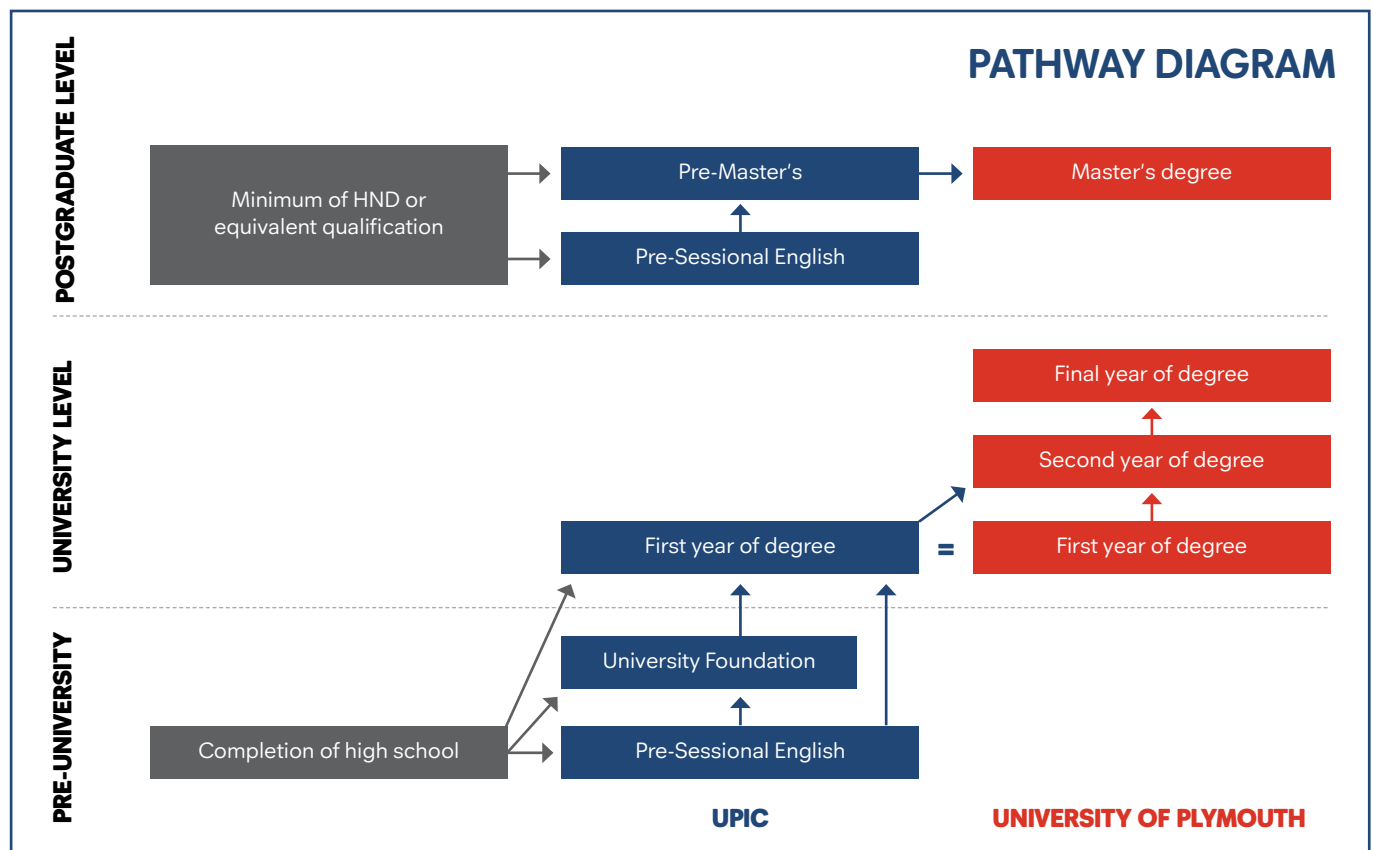 PATHWAY DIAGRAM
POSTGRADUATE LEVEL
Minimum of HND or
equivalent qualification
Pre-Master's
Master's degree
Pre-Sessional English
UNIVERSITY LEVEL
Final year of degree
Second year of degree
First year of degree
=
First year of degree
PRE-UNIVERSITY
University Foundation
Completion of high school
Pre-Sessional English
UPIC
UNIVERSITY OF PLYMOUTH